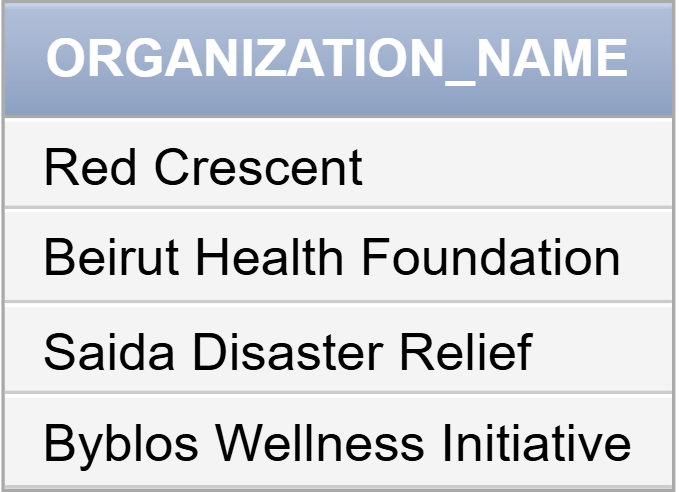 ORGANIZATION_NAME
Red Crescent
Beirut Health Foundation
Saida Disaster Relief
Byblos Wellness Initiative